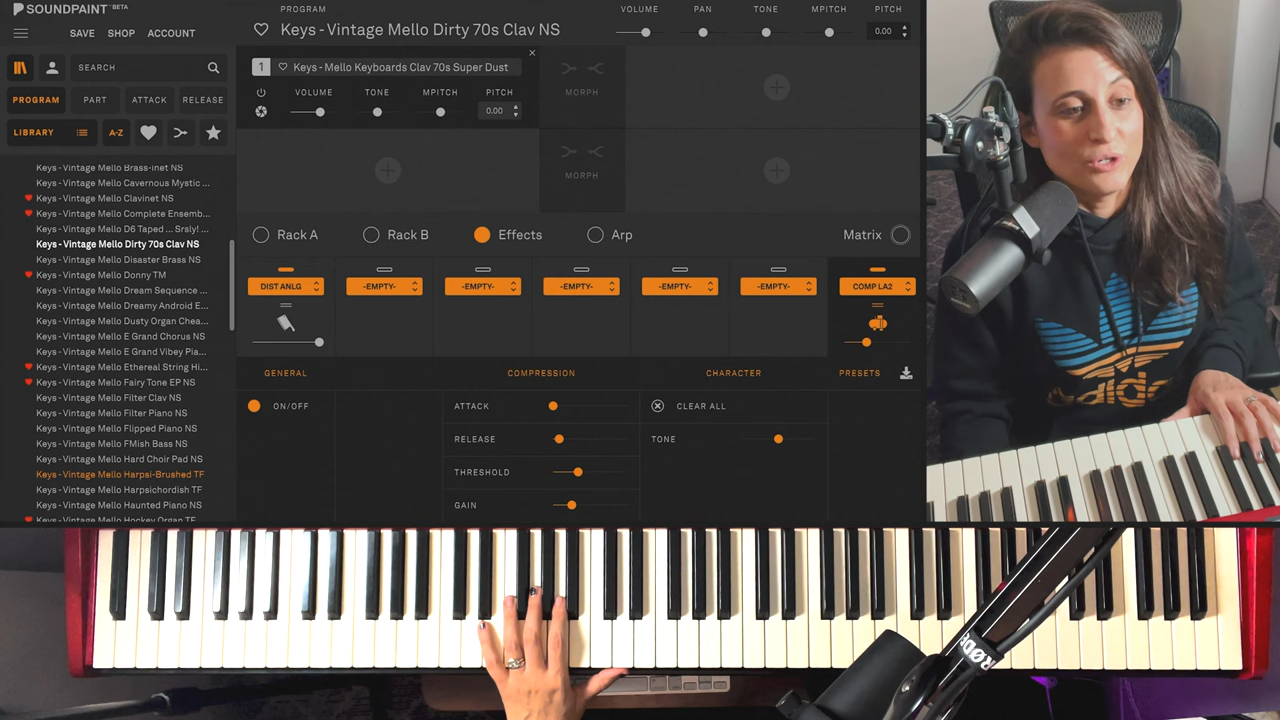 SOUNDPAINT™ BETA
SAVE SHOP ACCOUNT
SEARCH
PROGRAM PART ATTACK RELEASE
LIBRARY A-Z
Keys - Vintage Mello Brass-inet NS
Keys - Vintage Mello Cavernous Mystic ...
Keys - Vintage Mello Clavinet NS
Keys - Vintage Mello Complete Ensemb...
Keys - Vintage Mello D6 Taped ... Srsly! ...
Keys - Vintage Mello Dirty 70s Clav NS
Keys - Vintage Mello Disaster Brass NS
Keys - Vintage Mello Donny TM
Keys - Vintage Mello Dream Sequence ...
Keys - Vintage Mello Dreamy Android E...
Keys - Vintage Mello Dusty Organ Chea...
Keys - Vintage Mello E Grand Chorus NS
Keys - Vintage Mello E Grand Vibey Pia...
Keys - Vintage Mello Ethereal String Hi...
Keys - Vintage Mello Fairy Tone EP NS
Keys - Vintage Mello Filter Clav NS
Keys - Vintage Mello Filter Piano NS
Keys - Vintage Mello Flipped Piano NS
Keys - Vintage Mello FMish Bass NS
Keys - Vintage Mello Hard Choir Pad NS
Keys - Vintage Mello Harpsi-Brushed TF
Keys - Vintage Mello Harpsichordish TF
Keys - Vintage Mello Haunted Piano NS
Keys - Vintage Mello Hockey Organ TF
PROGRAM
Keys - Vintage Mello Dirty 70s Clav NS
VOLUME PAN TONE MPITCH PITCH
0.00
1 Keys - Mello Keyboards Clav 70s Super Dust
VOLUME TONE MPITCH PITCH
0.00
MORPH
MORPH
Rack A Rack B Effects Arp Matrix
DIST ANLG -EMPTY- -EMPTY- -EMPTY- -EMPTY- -EMPTY- COMP LA2
GENERAL COMPRESSION CHARACTER PRESETS
ON/OFF ATTACK CLEAR ALL
RELEASE TONE
THRESHOLD
GAIN
adidas
RØDE